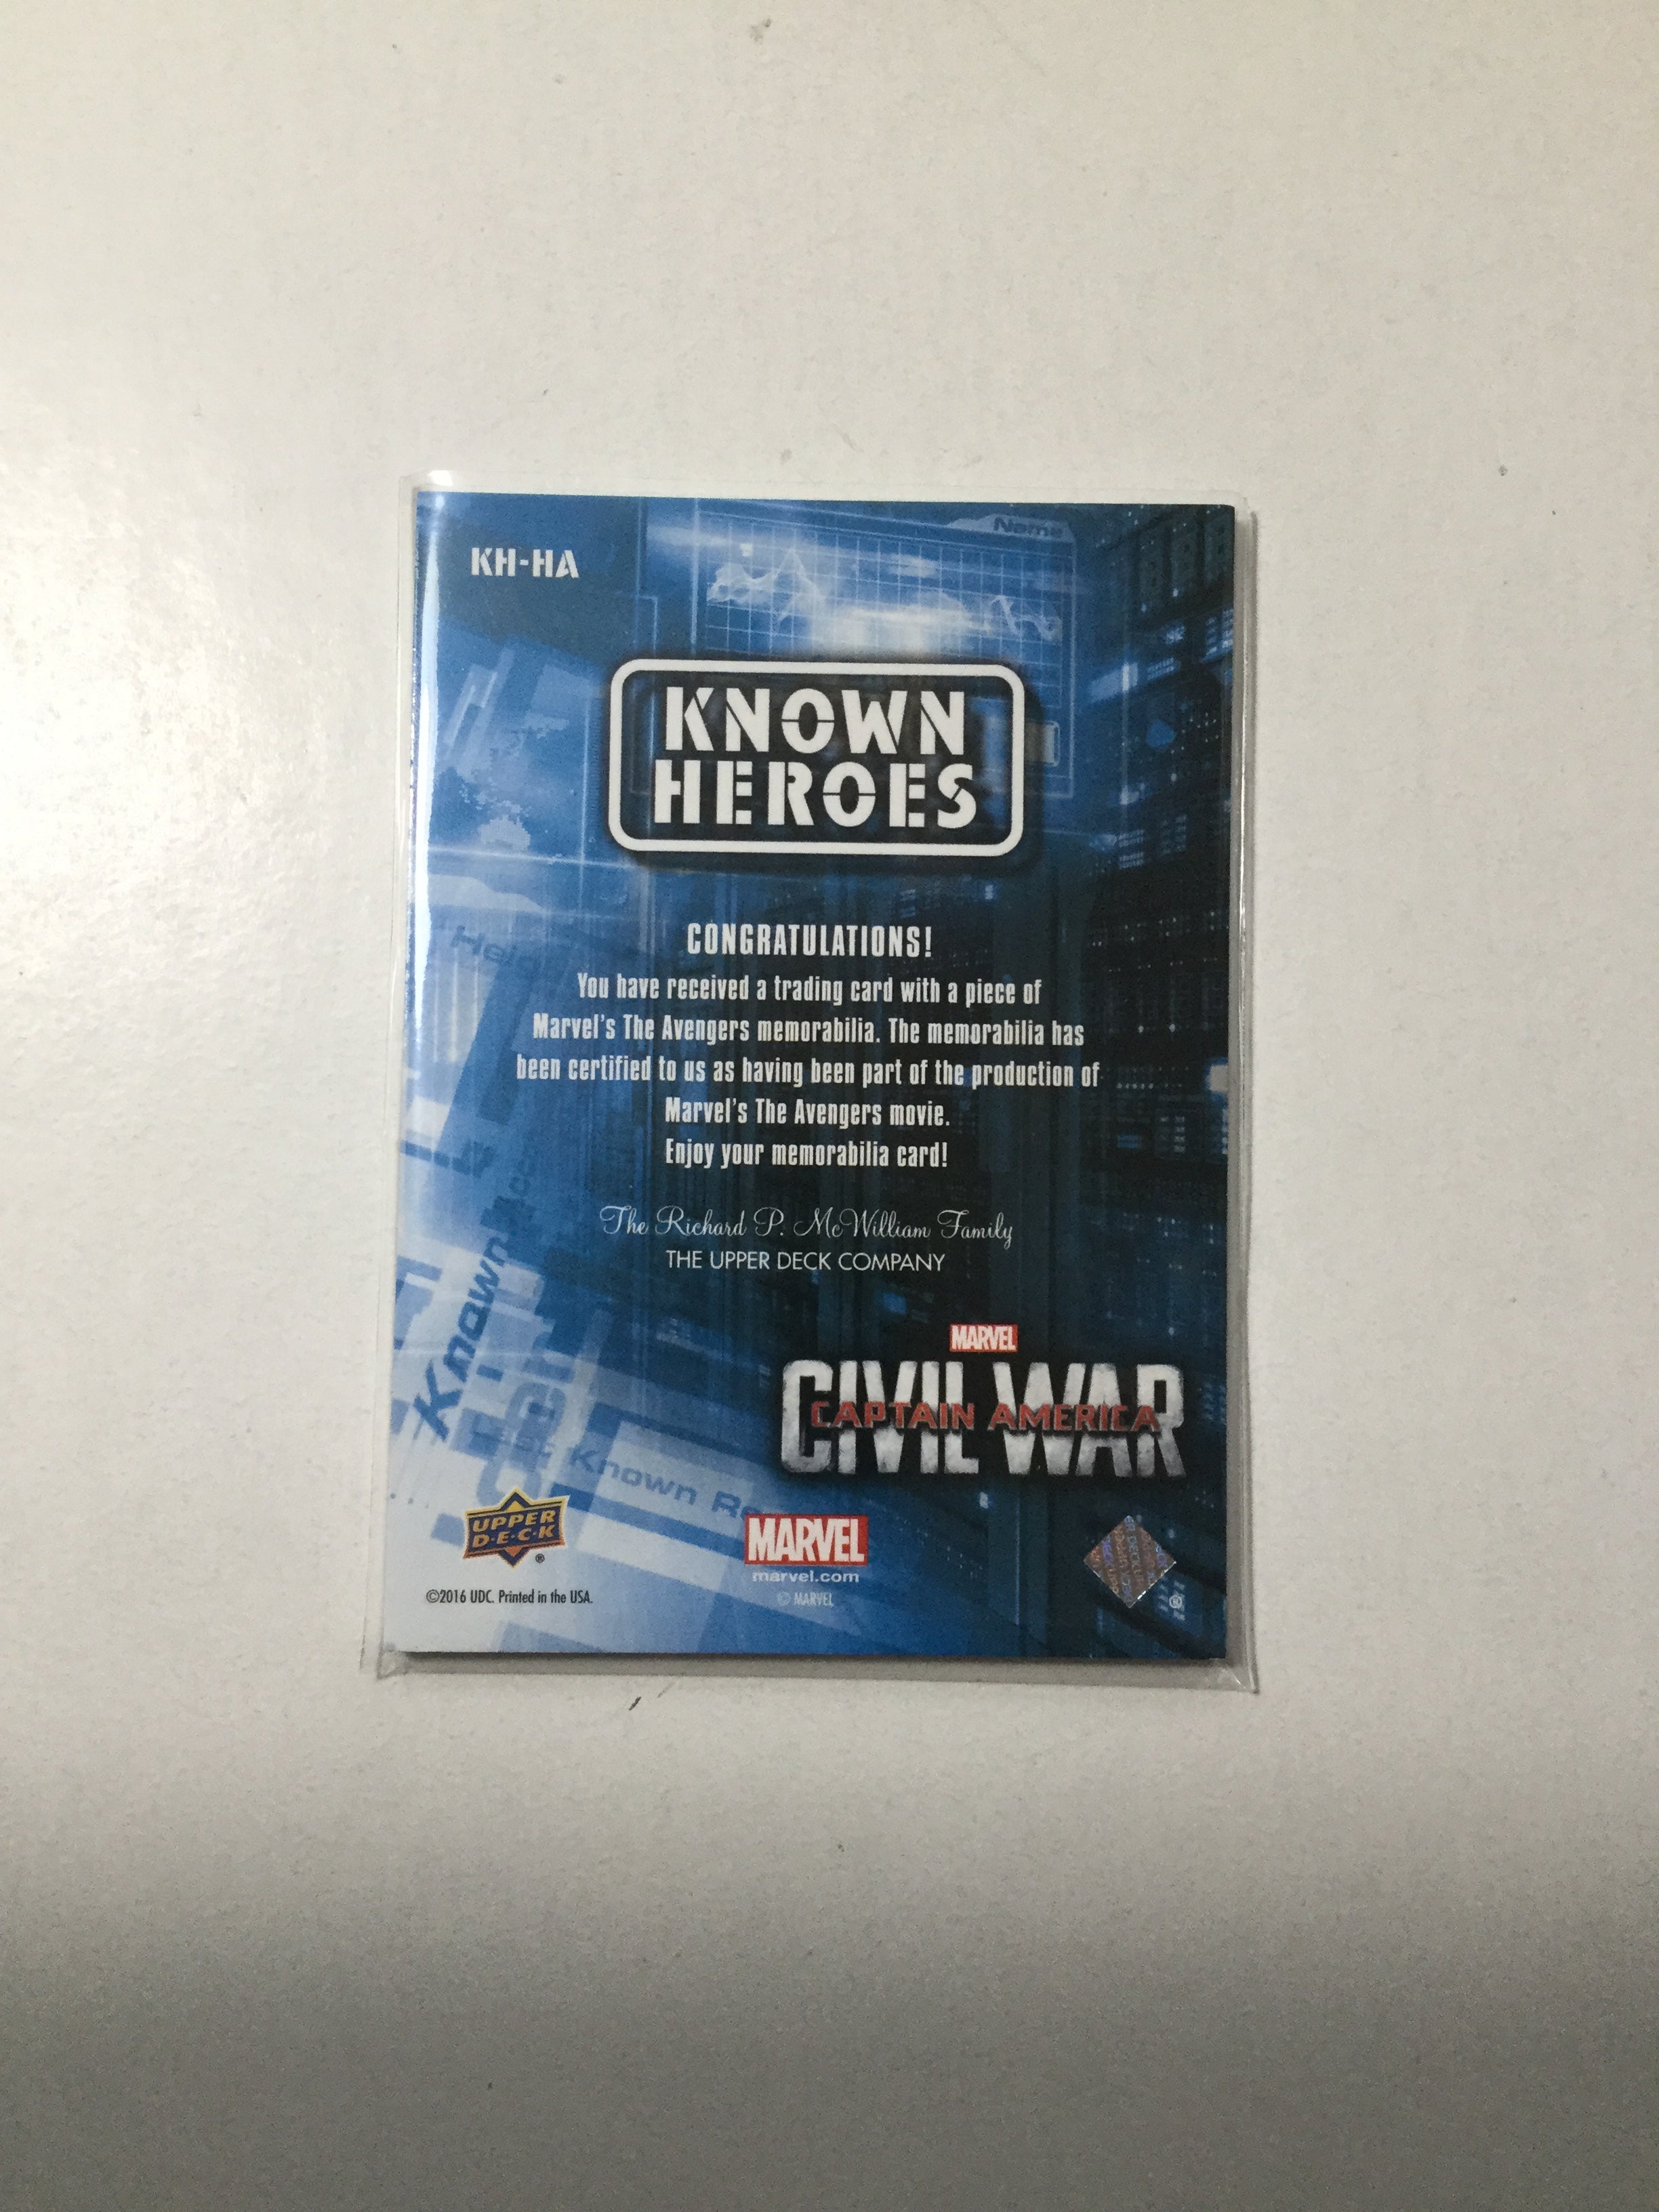 Name
KH-HA
KNOWN
HEROES
CONGRATULATIONS!
You have received a trading card with a piece of
Marvel's The Avengers memorabilia. The memorabilia has
been certified to us as having been part of the production of
Marvel's The Avengers movie.
Enjoy your memorabilia card!
The Richard P. McWilliam Family
THE UPPER DECK COMPANY
Known
MARVEL
CIVIL WAR
CAPTAIN AMERICA
Known
UPPER
D·E·C·K
®
MARVEL
marvel.com
©2016 UDC. Printed in the USA.
© MARVEL